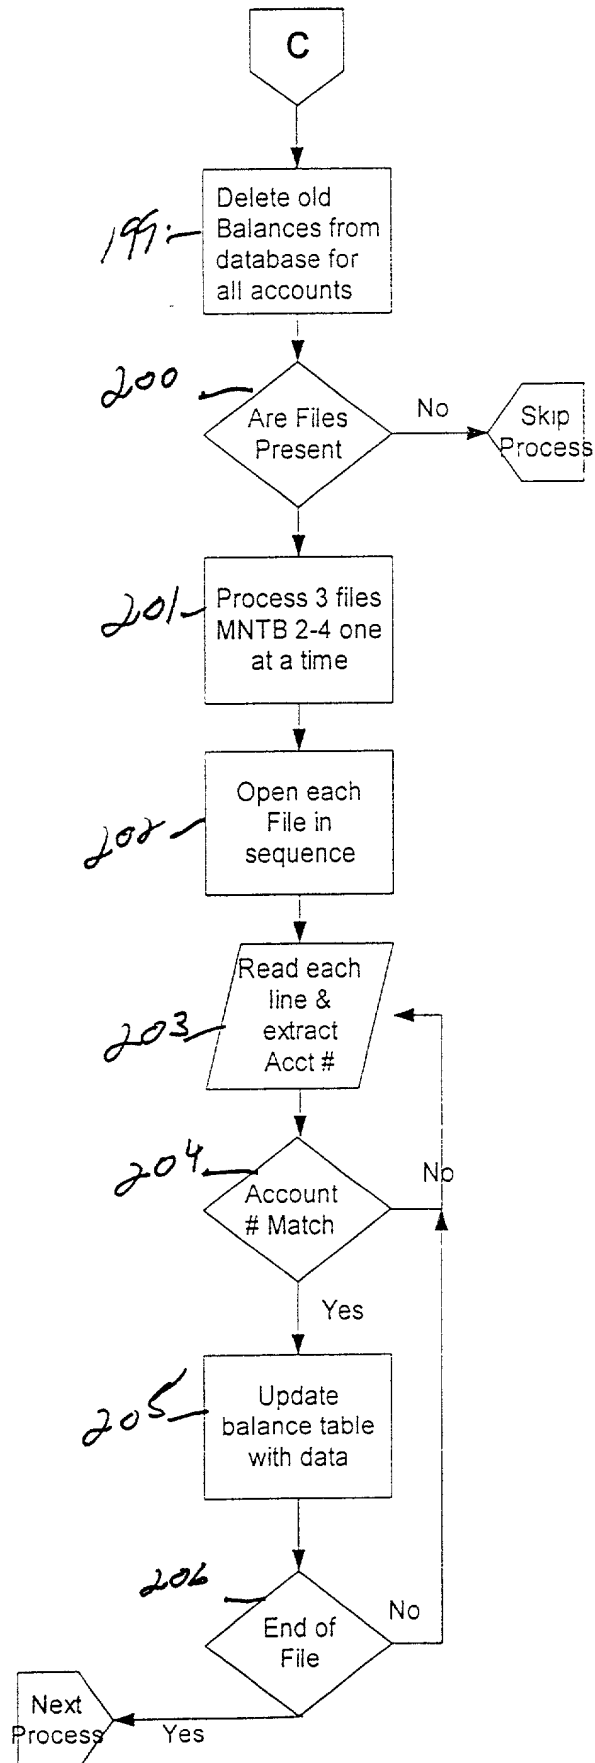 C
Delete old
Balances from
database for
all accounts
199
200
Are Files
Present
No
Skip
Process
201
Process 3 files
MNTB 2-4 one
at a time
202
Open each
File in
sequence
203
Read each
line &
extract
Acct #
204
Account
# Match
No
Yes
205
Update
balance table
with data
206
End of
File
No
Next
Process
Yes